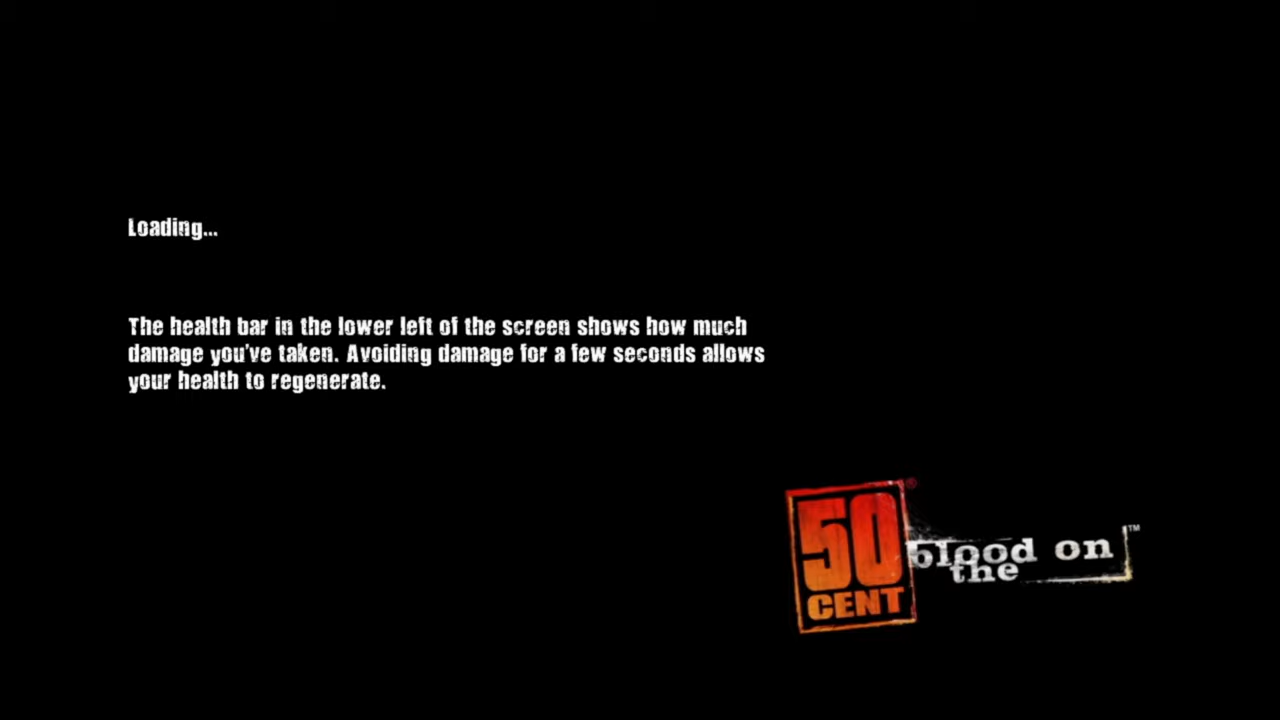 Loading...
The health bar in the lower left of the screen shows how much
damage you've taken. Avoiding damage for a few seconds allows
your health to regenerate.
50
CENT
®
blood on
the
™